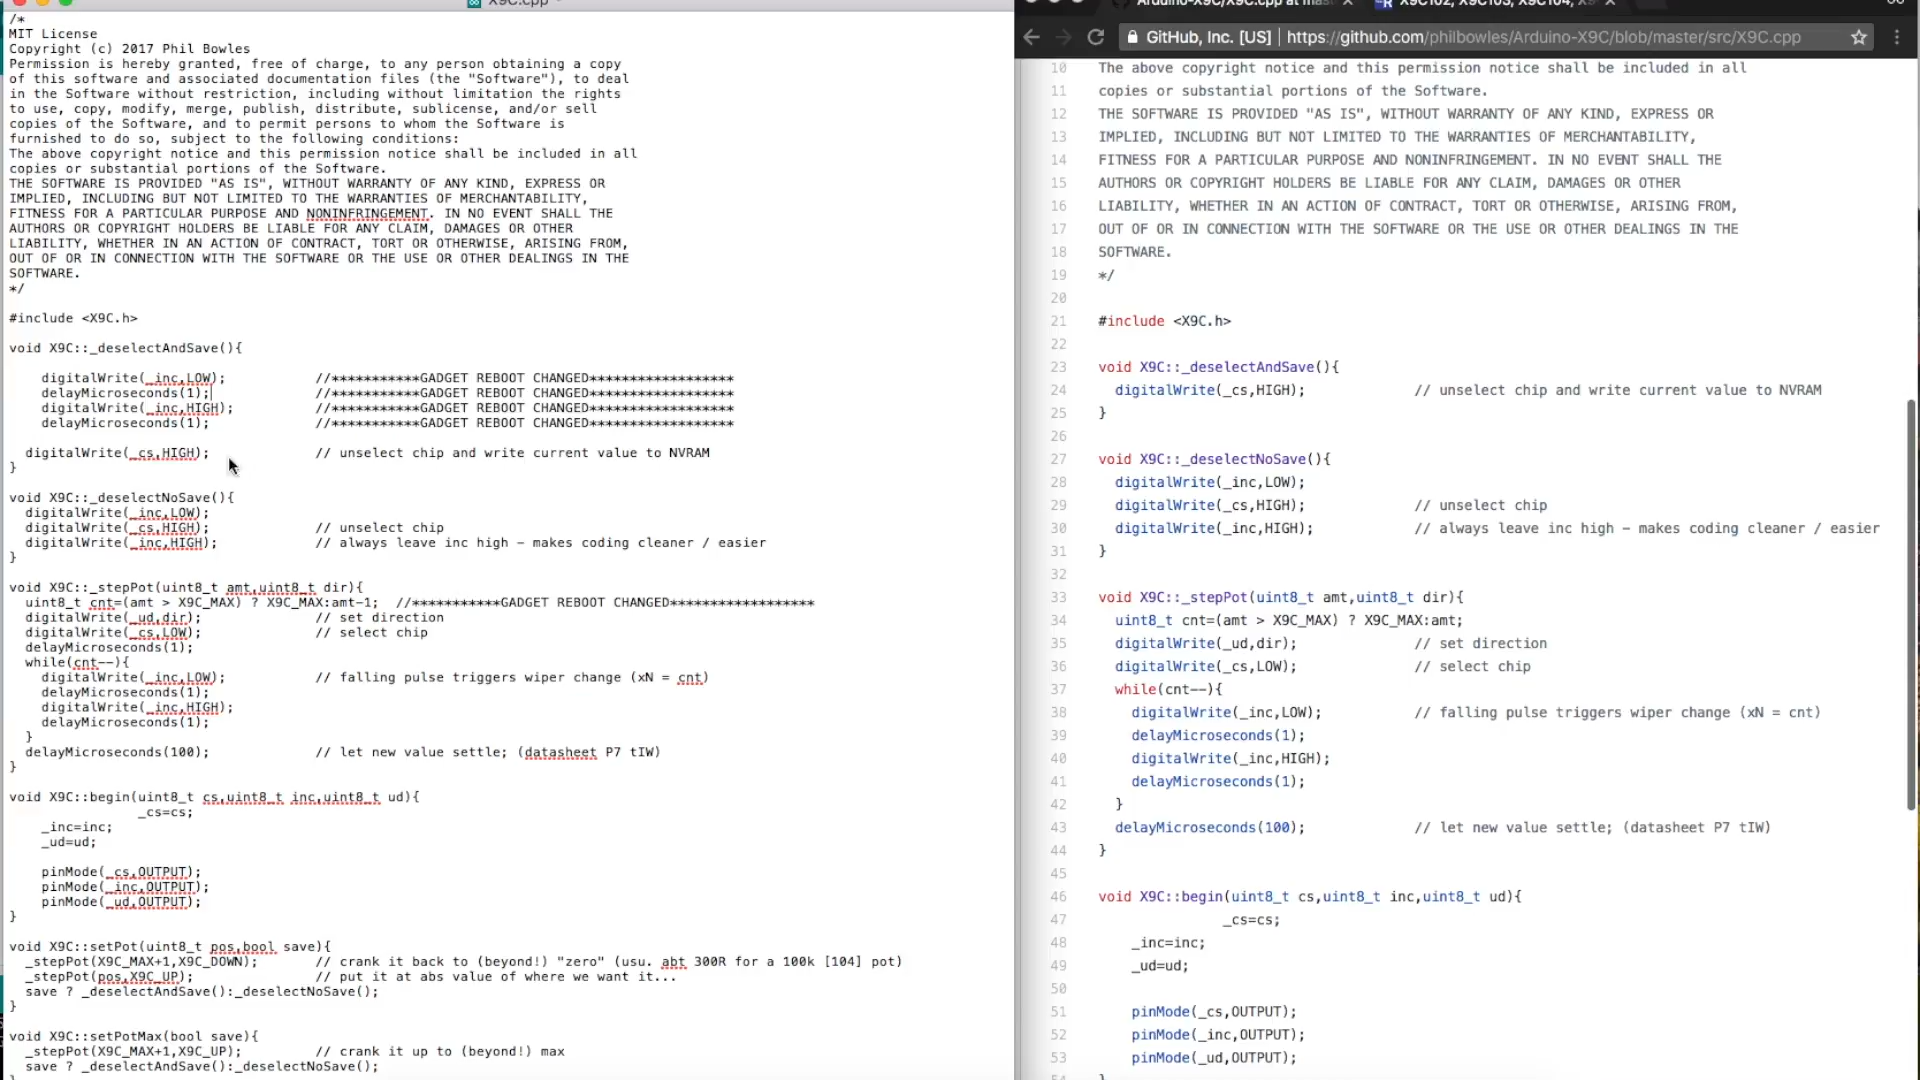 X9C.cpp
/*
MIT License
Copyright (c) 2017 Phil Bowles
Permission is hereby granted, free of charge, to any person obtaining a copy
of this software and associated documentation files (the "Software"), to deal
in the Software without restriction, including without limitation the rights
to use, copy, modify, merge, publish, distribute, sublicense, and/or sell
copies of the Software, and to permit persons to whom the Software is
furnished to do so, subject to the following conditions:
The above copyright notice and this permission notice shall be included in all
copies or substantial portions of the Software.
THE SOFTWARE IS PROVIDED "AS IS", WITHOUT WARRANTY OF ANY KIND, EXPRESS OR
IMPLIED, INCLUDING BUT NOT LIMITED TO THE WARRANTIES OF MERCHANTABILITY,
FITNESS FOR A PARTICULAR PURPOSE AND NONINFRINGEMENT. IN NO EVENT SHALL THE
AUTHORS OR COPYRIGHT HOLDERS BE LIABLE FOR ANY CLAIM, DAMAGES OR OTHER
LIABILITY, WHETHER IN AN ACTION OF CONTRACT, TORT OR OTHERWISE, ARISING FROM,
OUT OF OR IN CONNECTION WITH THE SOFTWARE OR THE USE OR OTHER DEALINGS IN THE
SOFTWARE.
*/
#include <X9C.h>
void X9C::_deselectAndSave(){
digitalWrite(_inc,LOW); //***********GADGET REBOOT CHANGED******************
delayMicroseconds(1); //***********GADGET REBOOT CHANGED******************
digitalWrite(_inc,HIGH); //***********GADGET REBOOT CHANGED******************
delayMicroseconds(1); //***********GADGET REBOOT CHANGED******************
digitalWrite(_cs,HIGH); // unselect chip and write current value to NVRAM
}
void X9C::_deselectNoSave(){
digitalWrite(_inc,LOW);
digitalWrite(_cs,HIGH); // unselect chip
digitalWrite(_inc,HIGH); // always leave inc high - makes coding cleaner / easier
}
void X9C::_stepPot(uint8_t amt,uint8_t dir){
uint8_t cnt=(amt > X9C_MAX) ? X9C_MAX:amt-1; //***********GADGET REBOOT CHANGED******************
digitalWrite(_ud,dir); // set direction
digitalWrite(_cs,LOW); // select chip
delayMicroseconds(1);
while(cnt--){
digitalWrite(_inc,LOW); // falling pulse triggers wiper change (xN = cnt)
delayMicroseconds(1);
digitalWrite(_inc,HIGH);
delayMicroseconds(1);
}
delayMicroseconds(100); // let new value settle; (datasheet P7 tIW)
}
void X9C::begin(uint8_t cs,uint8_t inc,uint8_t ud){
_cs=cs;
_inc=inc;
_ud=ud;
pinMode(_cs,OUTPUT);
pinMode(_inc,OUTPUT);
pinMode(_ud,OUTPUT);
}
void X9C::setPot(uint8_t pos,bool save){
_stepPot(X9C_MAX+1,X9C_DOWN); // crank it back to (beyond!) "zero" (usu. abt 300R for a 100k [104] pot)
_stepPot(pos,X9C_UP); // put it at abs value of where we want it...
save ? _deselectAndSave():_deselectNoSave();
}
void X9C::setPotMax(bool save){
_stepPot(X9C_MAX+1,X9C_UP); // crank it up to (beyond!) max
save ? _deselectAndSave():_deselectNoSave();
Arduino-X9C/X9C.cpp at mas X9C102, X9C103, X9C104, X9
GitHub, Inc. [US] | https://github.com/philbowles/Arduino-X9C/blob/master/src/X9C.cpp
10 The above copyright notice and this permission notice shall be included in all
11 copies or substantial portions of the Software.
12 THE SOFTWARE IS PROVIDED "AS IS", WITHOUT WARRANTY OF ANY KIND, EXPRESS OR
13 IMPLIED, INCLUDING BUT NOT LIMITED TO THE WARRANTIES OF MERCHANTABILITY,
14 FITNESS FOR A PARTICULAR PURPOSE AND NONINFRINGEMENT. IN NO EVENT SHALL THE
15 AUTHORS OR COPYRIGHT HOLDERS BE LIABLE FOR ANY CLAIM, DAMAGES OR OTHER
16 LIABILITY, WHETHER IN AN ACTION OF CONTRACT, TORT OR OTHERWISE, ARISING FROM,
17 OUT OF OR IN CONNECTION WITH THE SOFTWARE OR THE USE OR OTHER DEALINGS IN THE
18 SOFTWARE.
19 */
20
21 #include <X9C.h>
22
23 void X9C::_deselectAndSave(){
24 digitalWrite(_cs,HIGH); // unselect chip and write current value to NVRAM
25 }
26
27 void X9C::_deselectNoSave(){
28 digitalWrite(_inc,LOW);
29 digitalWrite(_cs,HIGH); // unselect chip
30 digitalWrite(_inc,HIGH); // always leave inc high - makes coding cleaner / easier
31 }
32
33 void X9C::_stepPot(uint8_t amt,uint8_t dir){
34 uint8_t cnt=(amt > X9C_MAX) ? X9C_MAX:amt;
35 digitalWrite(_ud,dir); // set direction
36 digitalWrite(_cs,LOW); // select chip
37 while(cnt--){
38 digitalWrite(_inc,LOW); // falling pulse triggers wiper change (xN = cnt)
39 delayMicroseconds(1);
40 digitalWrite(_inc,HIGH);
41 delayMicroseconds(1);
42 }
43 delayMicroseconds(100); // let new value settle; (datasheet P7 tIW)
44 }
45
46 void X9C::begin(uint8_t cs,uint8_t inc,uint8_t ud){
47 _cs=cs;
48 _inc=inc;
49 _ud=ud;
50
51 pinMode(_cs,OUTPUT);
52 pinMode(_inc,OUTPUT);
53 pinMode(_ud,OUTPUT);